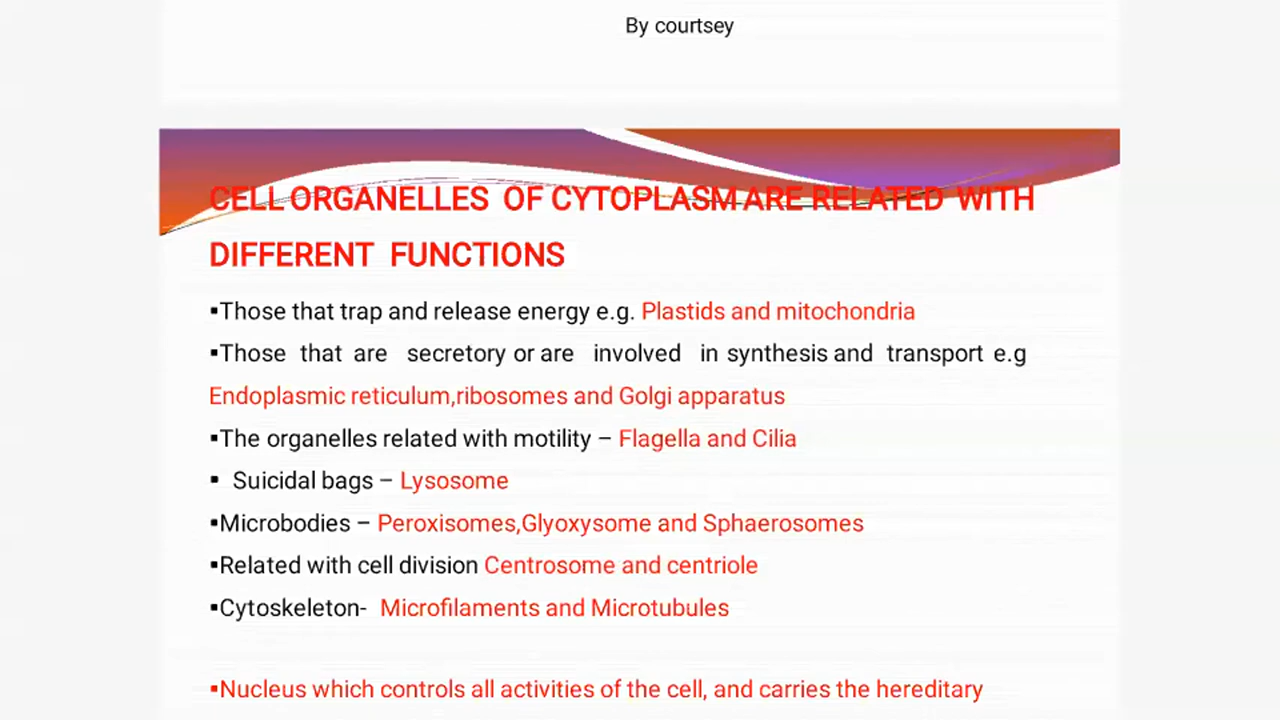 By courtsey
CELL ORGANELLES OF CYTOPLASM ARE RELATED WITH
DIFFERENT FUNCTIONS
▪Those that trap and release energy e.g. Plastids and mitochondria
▪Those that are secretory or are involved in synthesis and transport e.g
Endoplasmic reticulum,ribosomes and Golgi apparatus
▪The organelles related with motility – Flagella and Cilia
▪ Suicidal bags – Lysosome
▪Microbodies – Peroxisomes,Glyoxysome and Sphaerosomes
▪Related with cell division Centrosome and centriole
▪Cytoskeleton- Microfilaments and Microtubules
▪Nucleus which controls all activities of the cell, and carries the hereditary